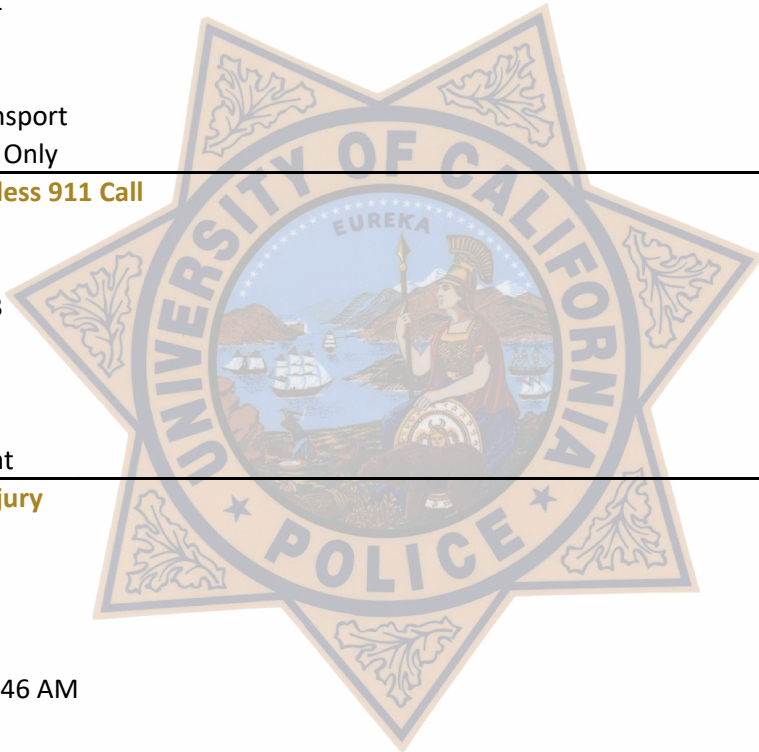 nsport
Only
less 911 Call
nt
jury
46 AM
UNIVERSITY OF CALIFORNIA
EUREKA
★ POLICE ★